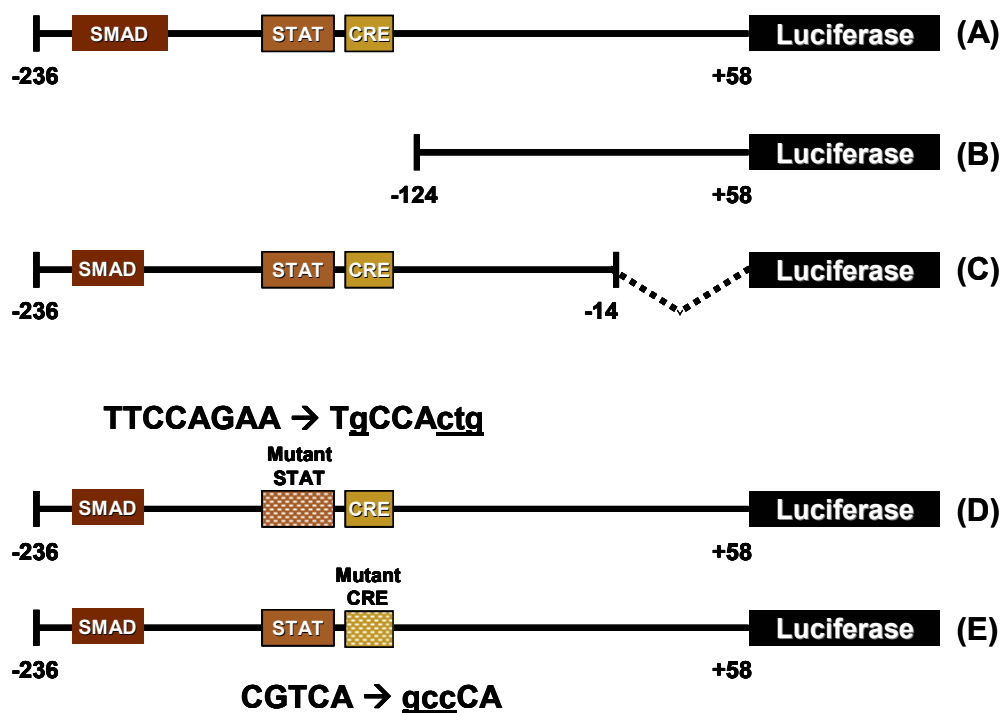 SMAD STAT CRE Luciferase (A)
-236 +58
Luciferase (B)
-124 +58
SMAD STAT CRE Luciferase (C)
-236 -14
TTCCAGAA → TgCCActg
Mutant
STAT
SMAD CRE Luciferase (D)
-236 +58
Mutant
CRE
SMAD STAT Luciferase (E)
-236 +58
CGTCA → gccCA